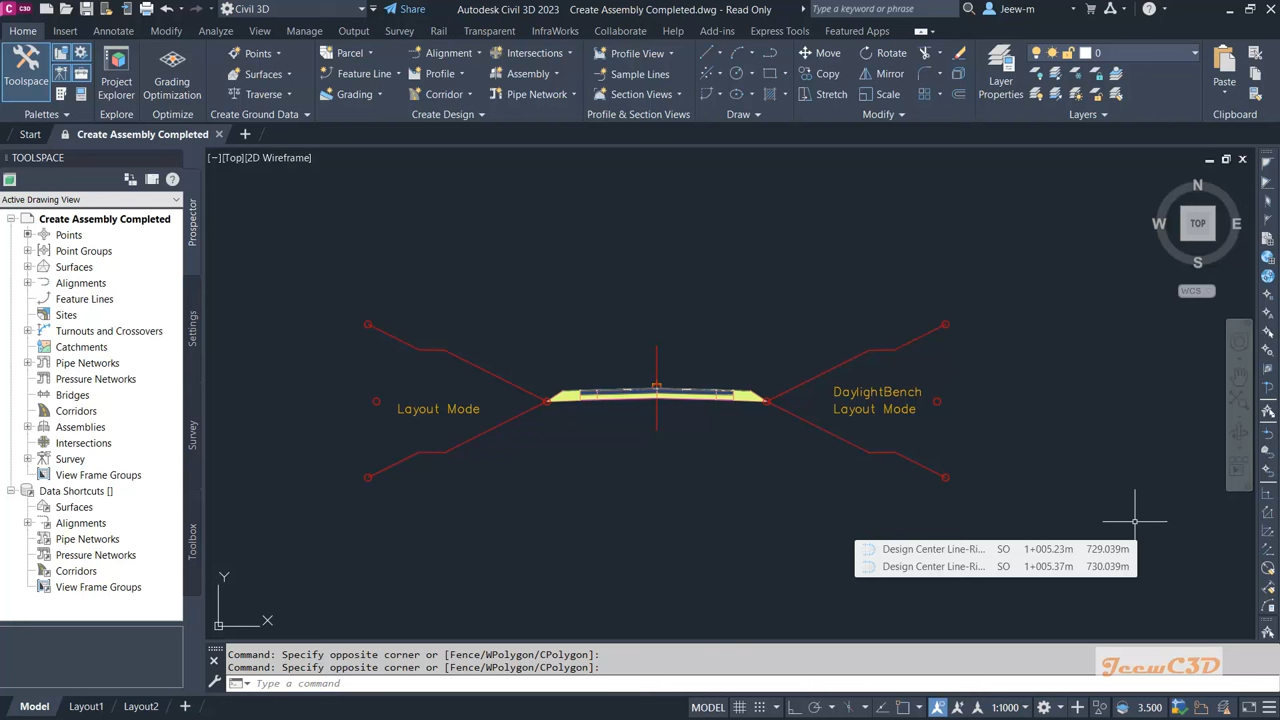 C3D
Civil 3D
Share
Autodesk Civil 3D 2023 Create Assembly Completed.dwg - Read Only
Type a keyword or phrase
Jeew-m
Home Insert Annotate Modify Analyze View Manage Output Survey Rail Transparent InfraWorks Collaborate Help Add-ins Express Tools Featured Apps
Toolspace
Palettes
Project Explorer
Explore
Grading Optimization
Optimize
Points
Surfaces
Traverse
Create Ground Data
Parcel
Feature Line
Grading
Alignment
Profile
Corridor
Intersections
Assembly
Pipe Network
Create Design
Profile View
Sample Lines
Section Views
Profile & Section Views
Draw
Move
Copy
Stretch
Rotate
Mirror
Scale
Modify
Layer Properties
0
Layers
Paste
Clipboard
Start
Create Assembly Completed
TOOLSPACE
Active Drawing View
Create Assembly Completed
Points
Point Groups
Surfaces
Alignments
Feature Lines
Sites
Turnouts and Crossovers
Catchments
Pipe Networks
Pressure Networks
Bridges
Corridors
Assemblies
Intersections
Survey
View Frame Groups
Data Shortcuts []
Surfaces
Alignments
Pipe Networks
Pressure Networks
Corridors
View Frame Groups
Prospector
Settings
Survey
Toolbox
[−][Top][2D Wireframe]
N
W TOP E
S
WCS
Layout Mode
DaylightBench
Layout Mode
Design Center Line-Ri... SO 1+005.23m 729.039m
Design Center Line-Ri... SO 1+005.37m 730.039m
Y
X
Command: Specify opposite corner or [Fence/WPolygon/CPolygon]:
Command: Specify opposite corner or [Fence/WPolygon/CPolygon]:
Type a command
JeewC3D
Model Layout1 Layout2
MODEL
1:1000
3.500